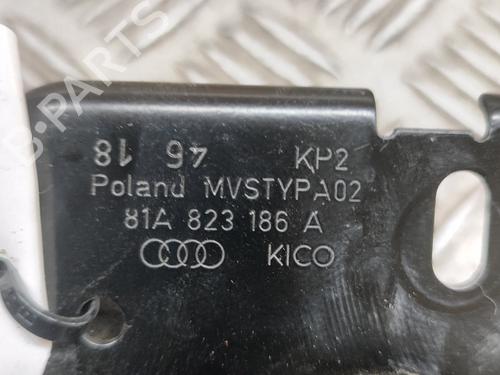 18 46 KP2
Poland MVSTYPA02
81A 823 186 A
KICO
B-PARTS